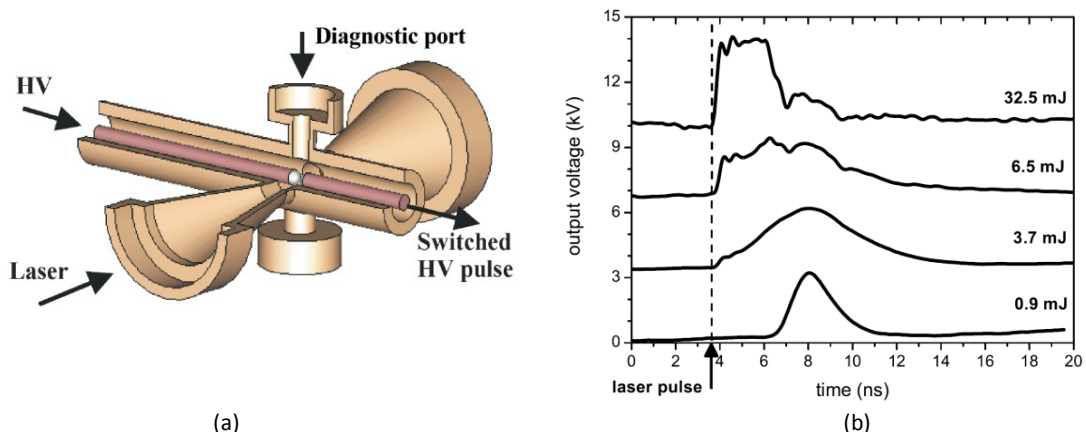 Diagnostic port
HV
Laser
Switched
HV pulse
(a)
output voltage (kV)
15
12
9
6
3
0
32.5 mJ
6.5 mJ
3.7 mJ
0.9 mJ
0 2 4 6 8 10 12 14 16 18 20
laser pulse
time (ns)
(b)